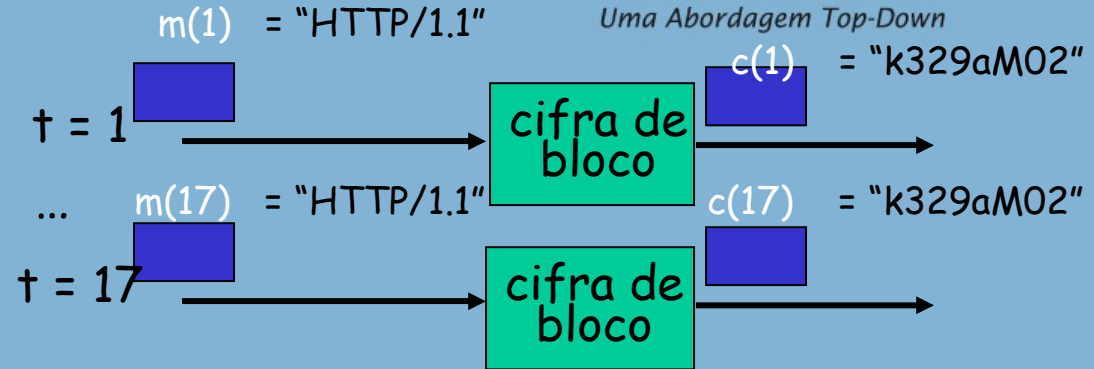 m(1) = “HTTP/1.1”
Uma Abordagem Top-Down
c(1) = “k329aM02”
t = 1
cifra de
bloco
... m(17) = “HTTP/1.1”
c(17) = “k329aM02”
t = 17
cifra de
bloco